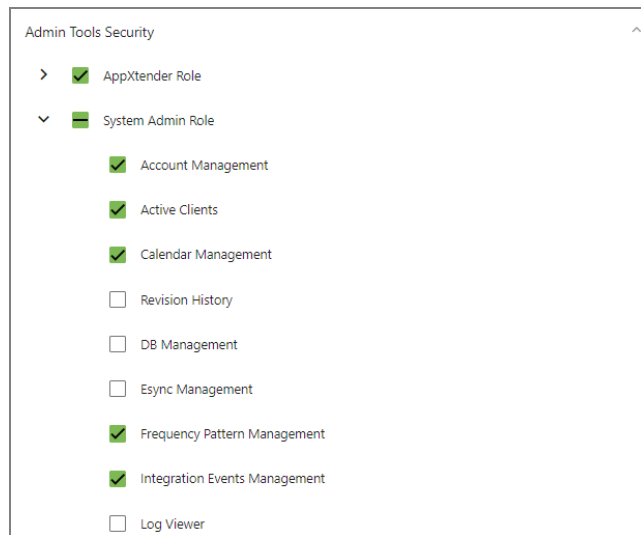 Admin Tools Security
AppXtender Role
System Admin Role
Account Management
Active Clients
Calendar Management
Revision History
DB Management
Esync Management
Frequency Pattern Management
Integration Events Management
Log Viewer